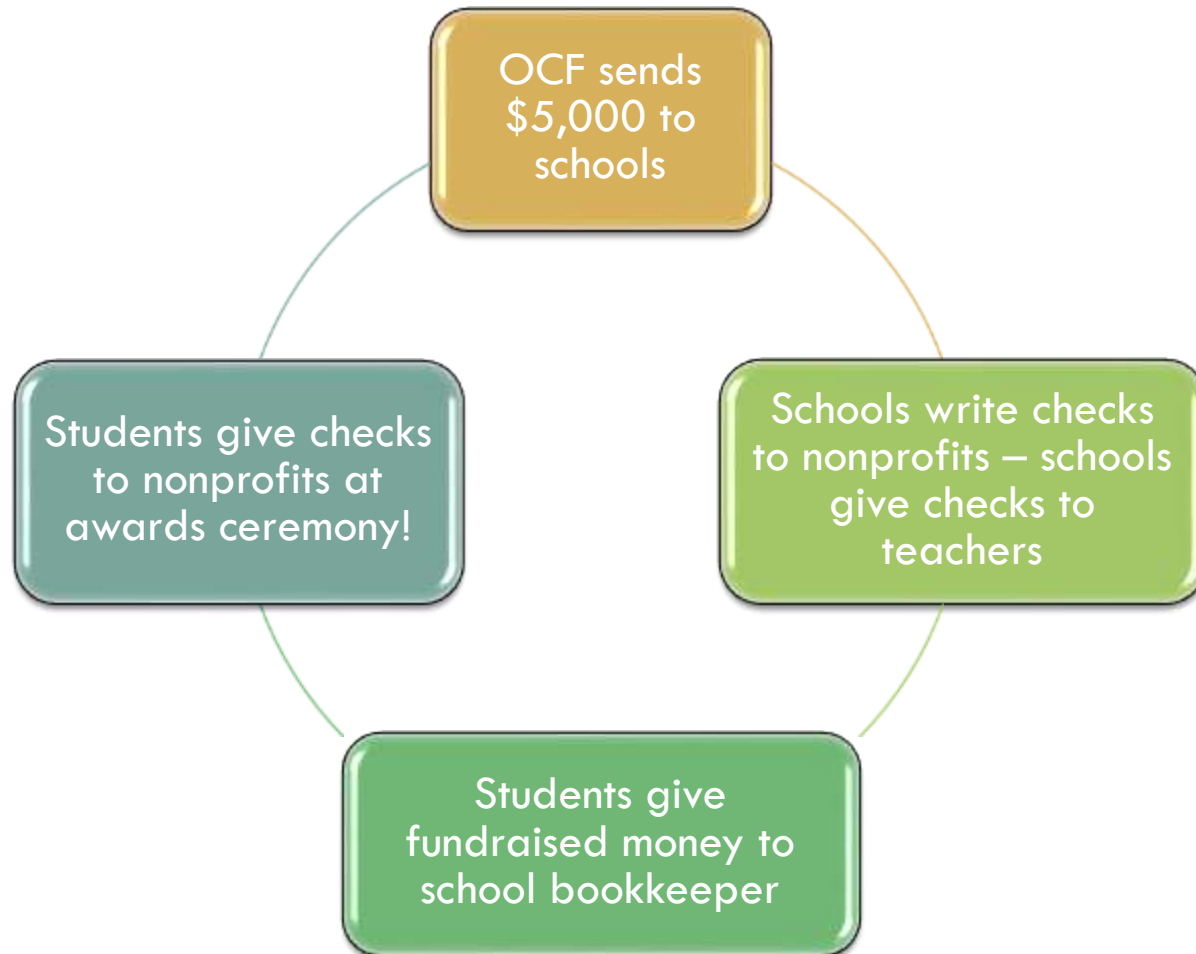 OCF sends
$5,000 to
schools
Schools write checks
to nonprofits – schools
give checks to
teachers
Students give
fundraised money to
school bookkeeper
Students give checks
to nonprofits at
awards ceremony!